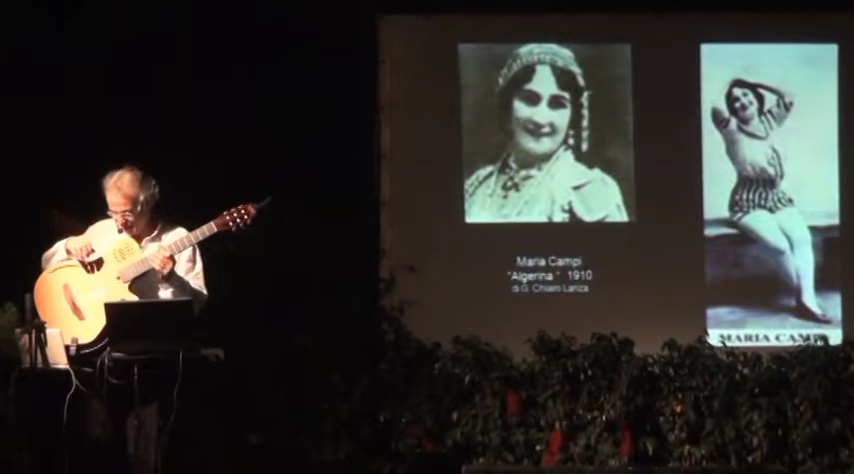 Maria Campi
"Algerina " 1910
di G. Chiaro Lanza
MARIA CAMPI